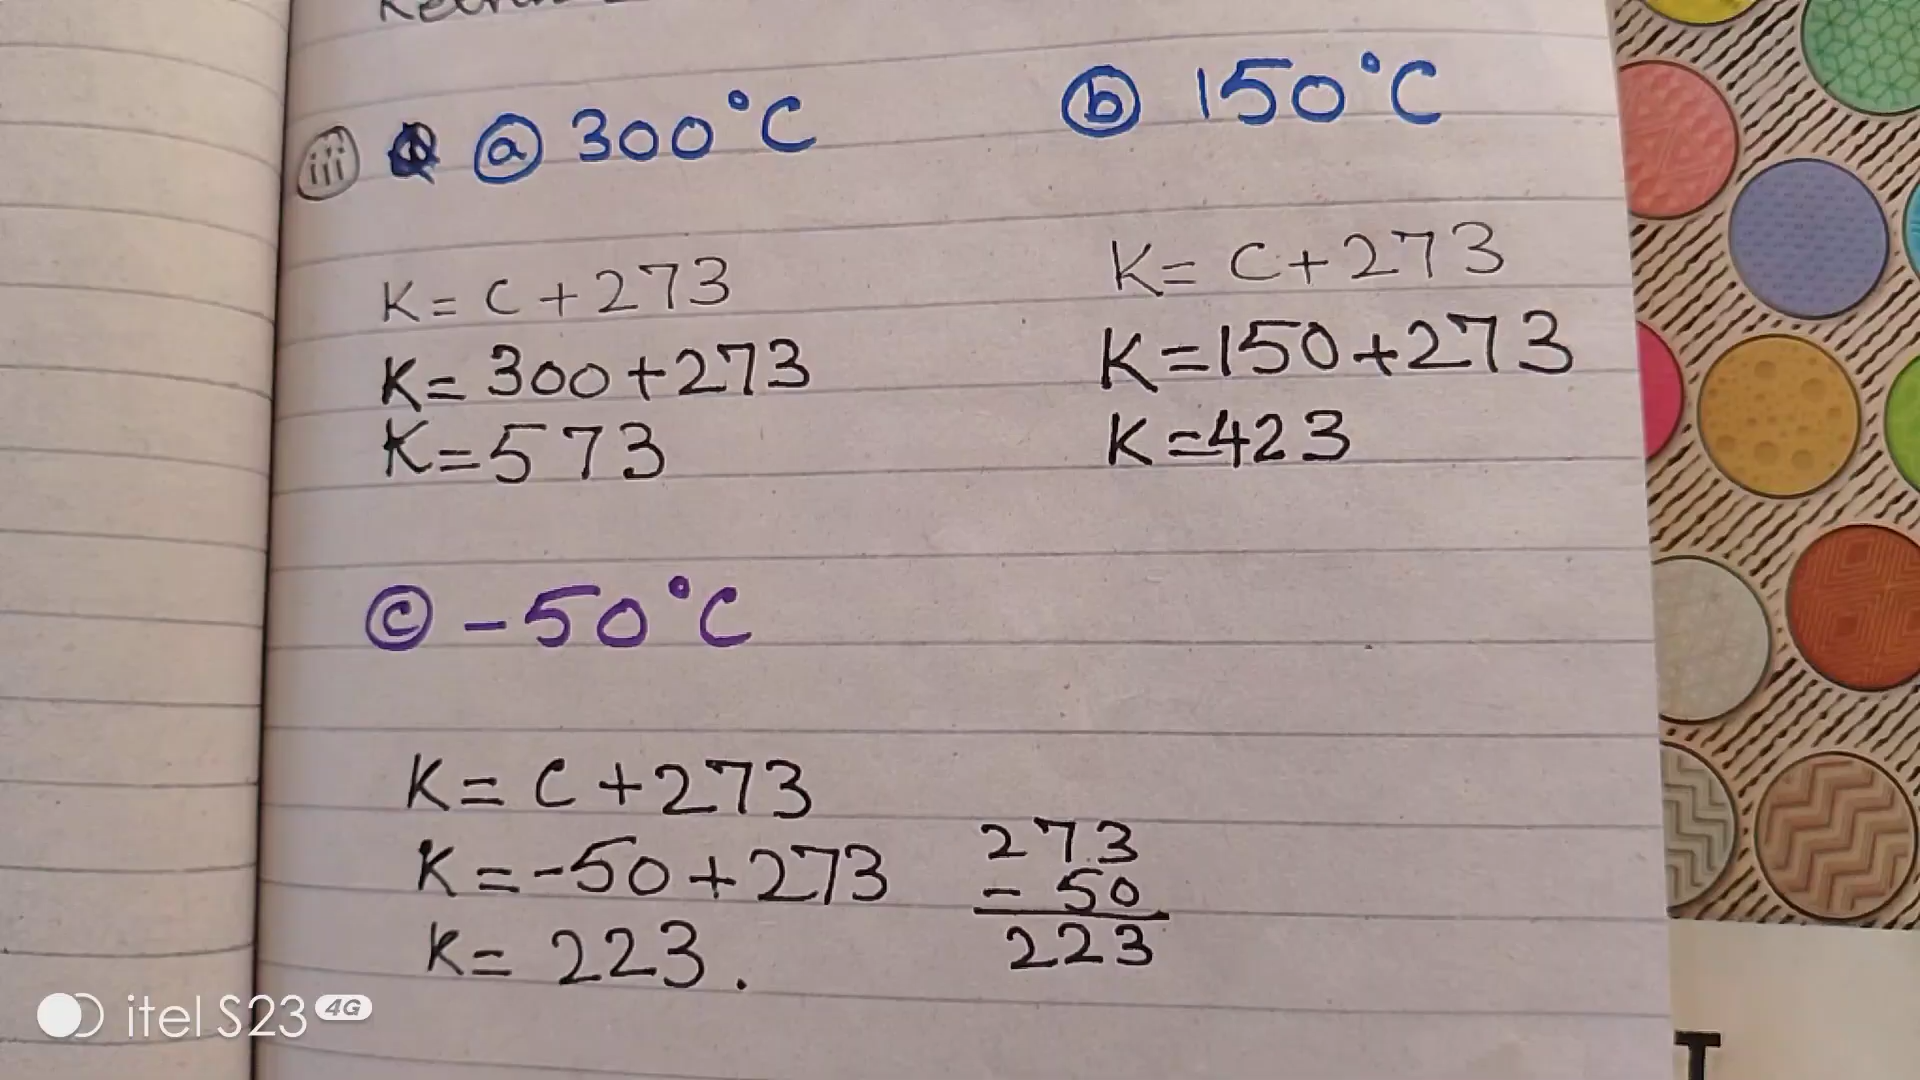 iii a 300°C
b 150°C
K = C + 273
K = 300 + 273
K = 573
K = C + 273
K = 150 + 273
K = 423
c - 50°C
K = C + 273
K = -50 + 273
K = 223.
273
- 50
223
itel S23 4G